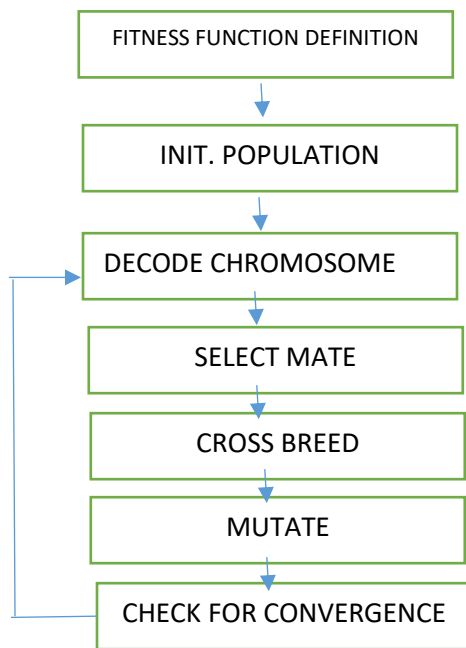 FITNESS FUNCTION DEFINITION
INIT. POPULATION
DECODE CHROMOSOME
SELECT MATE
CROSS BREED
MUTATE
CHECK FOR CONVERGENCE